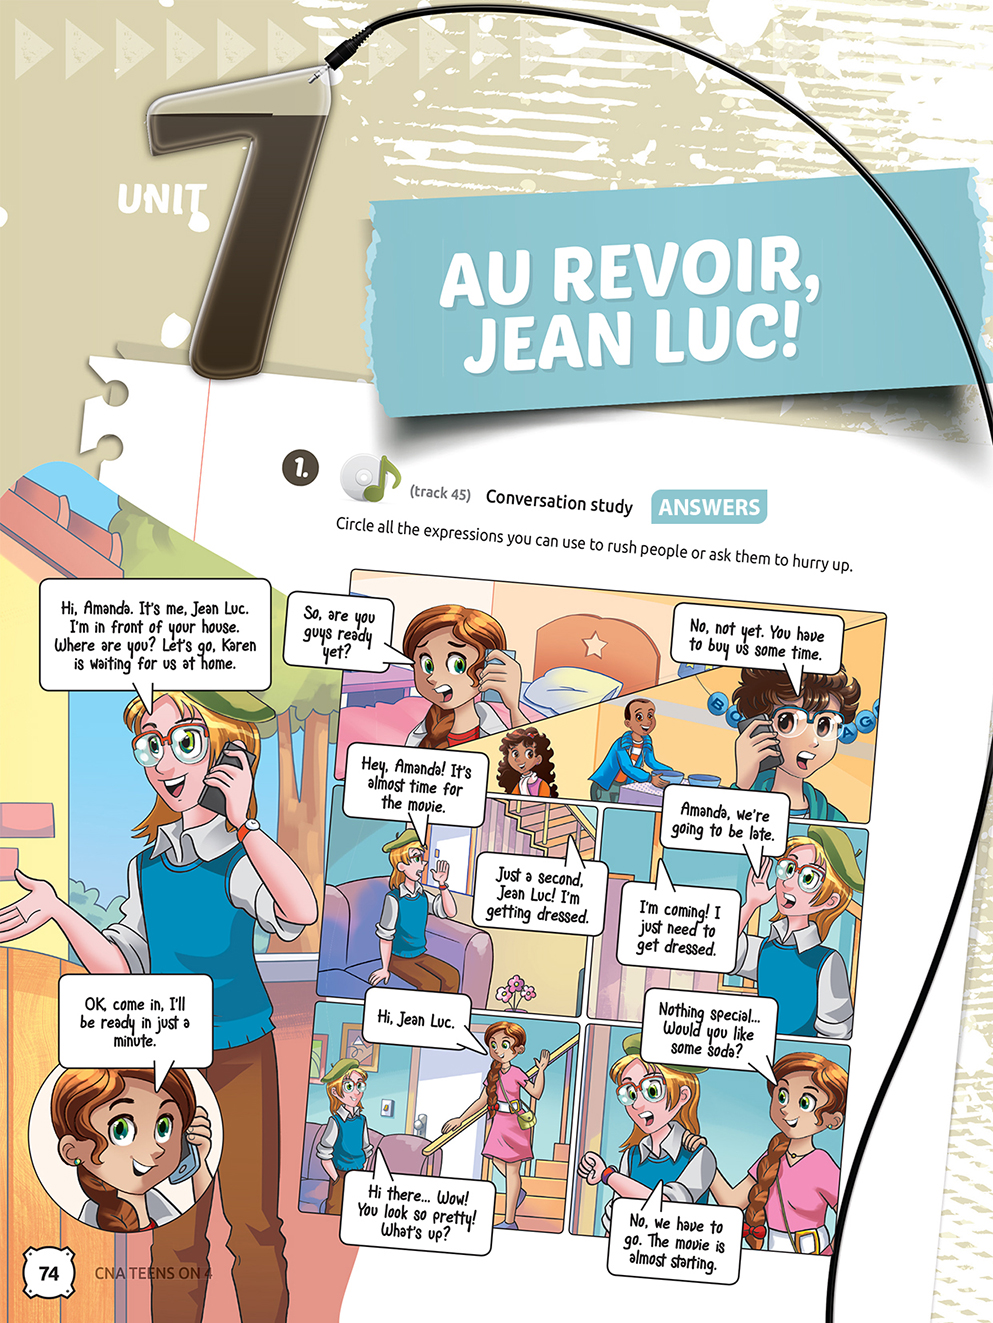 UNIT
7
AU REVOIR,
JEAN LUC!
1.
(track 45) Conversation study ANSWERS
Circle all the expressions you can use to rush people or ask them to hurry up.
Hi, Amanda. It's me, Jean Luc.
I'm in front of your house.
Where are you? Let's go, Karen
is waiting for us at home.
OK, come in, I'll
be ready in just a
minute.
So, are you
guys ready
yet?
No, not yet. You have
to buy us some time.
Hey, Amanda! It's
almost time for
the movie.
Just a second,
Jean Luc! I'm
getting dressed.
Amanda, we're
going to be late.
I'm coming! I
just need to
get dressed.
Hi, Jean Luc.
Hi there... Wow!
You look so pretty!
What's up?
Nothing special...
Would you like
some soda?
No, we have to
go. The movie is
almost starting.
74
CNA TEENS ON 4